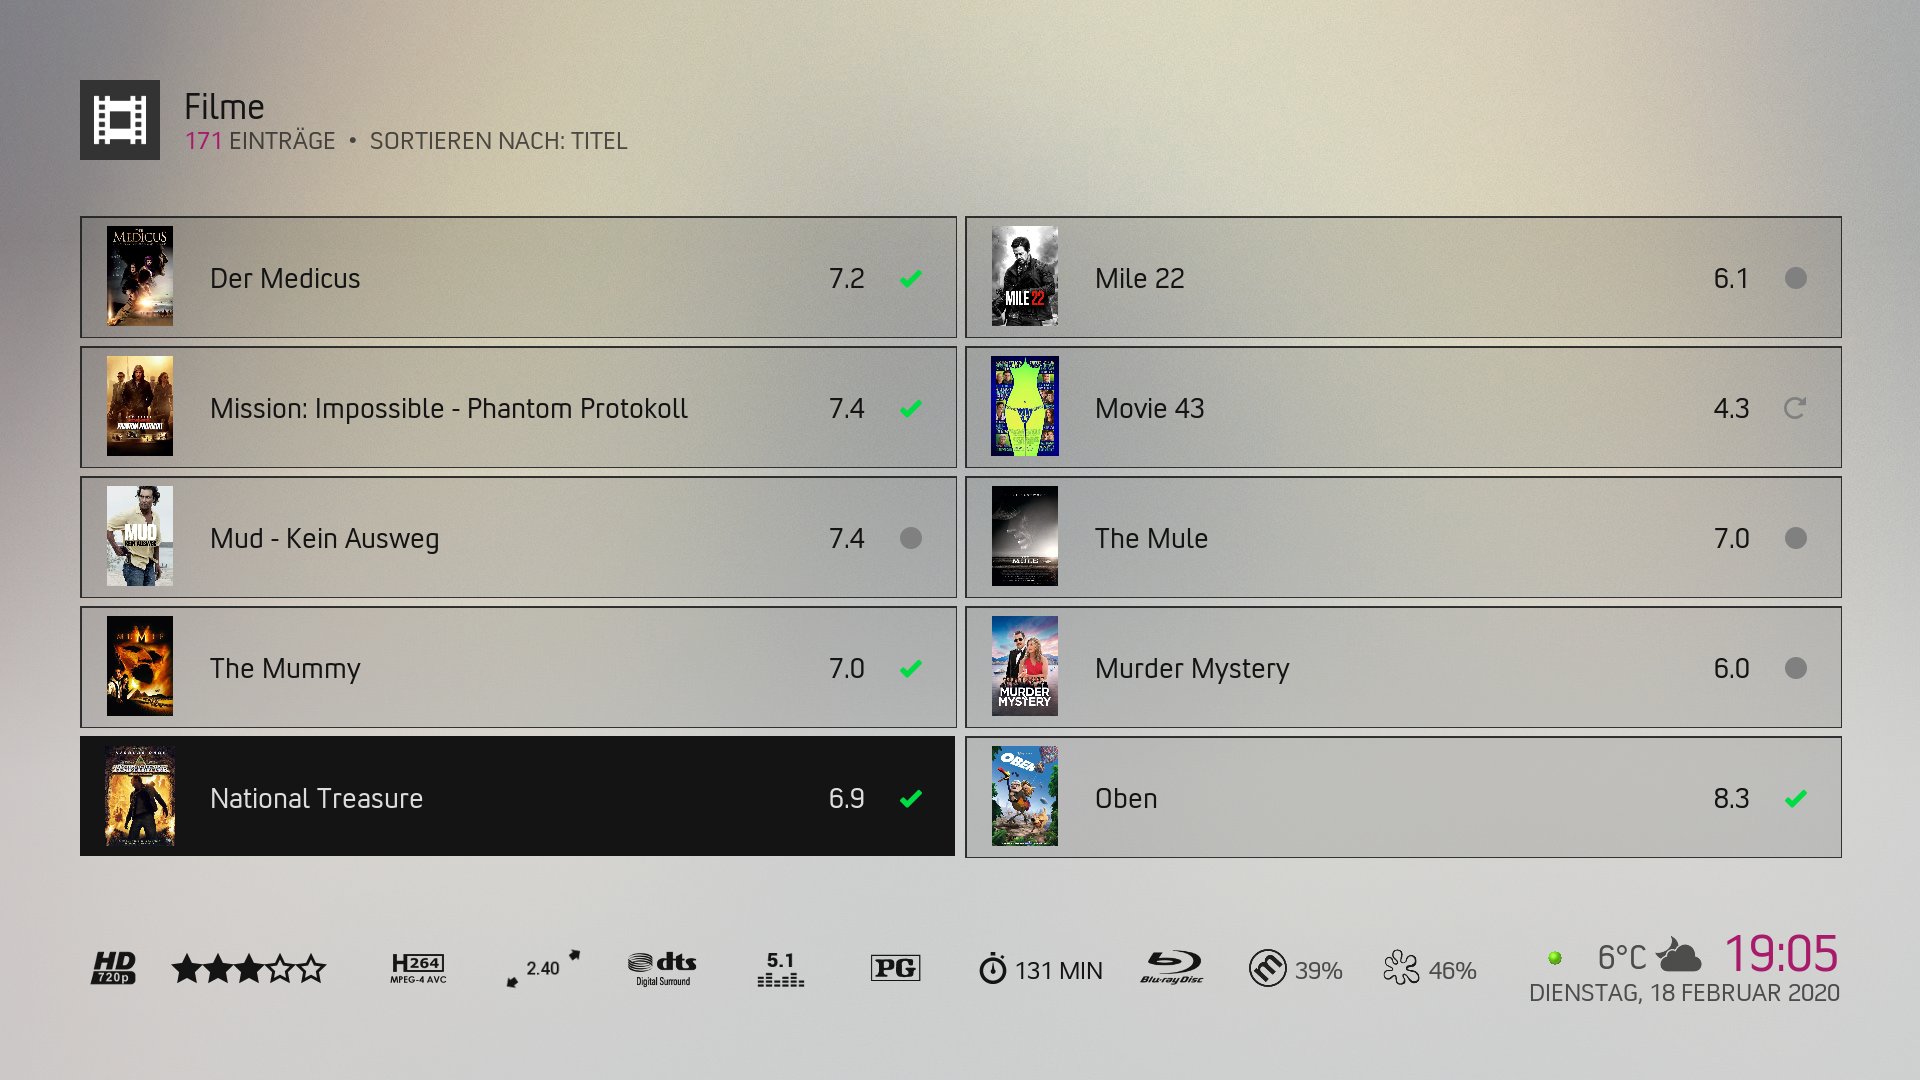 Filme
171 EINTRÄGE • SORTIEREN NACH: TITEL
MEDICUS
Der Medicus 7.2
MILE 22
Mile 22 6.1
Mission: Impossible - Phantom Protokoll 7.4
Movie 43 4.3
MUD
KEIN AUSWEG
Mud - Kein Ausweg 7.4
MULE
The Mule 7.0
The Mummy 7.0
MURDER
MYSTERY
Murder Mystery 6.0
National Treasure 6.9
OBEN
Oben 8.3
HD
720p
H264
MPEG-4 AVC
2.40
dts
Digital Surround
5.1
PG
131 MIN
Blu-ray Disc
m 39%
46%
6°C 19:05
DIENSTAG, 18 FEBRUAR 2020